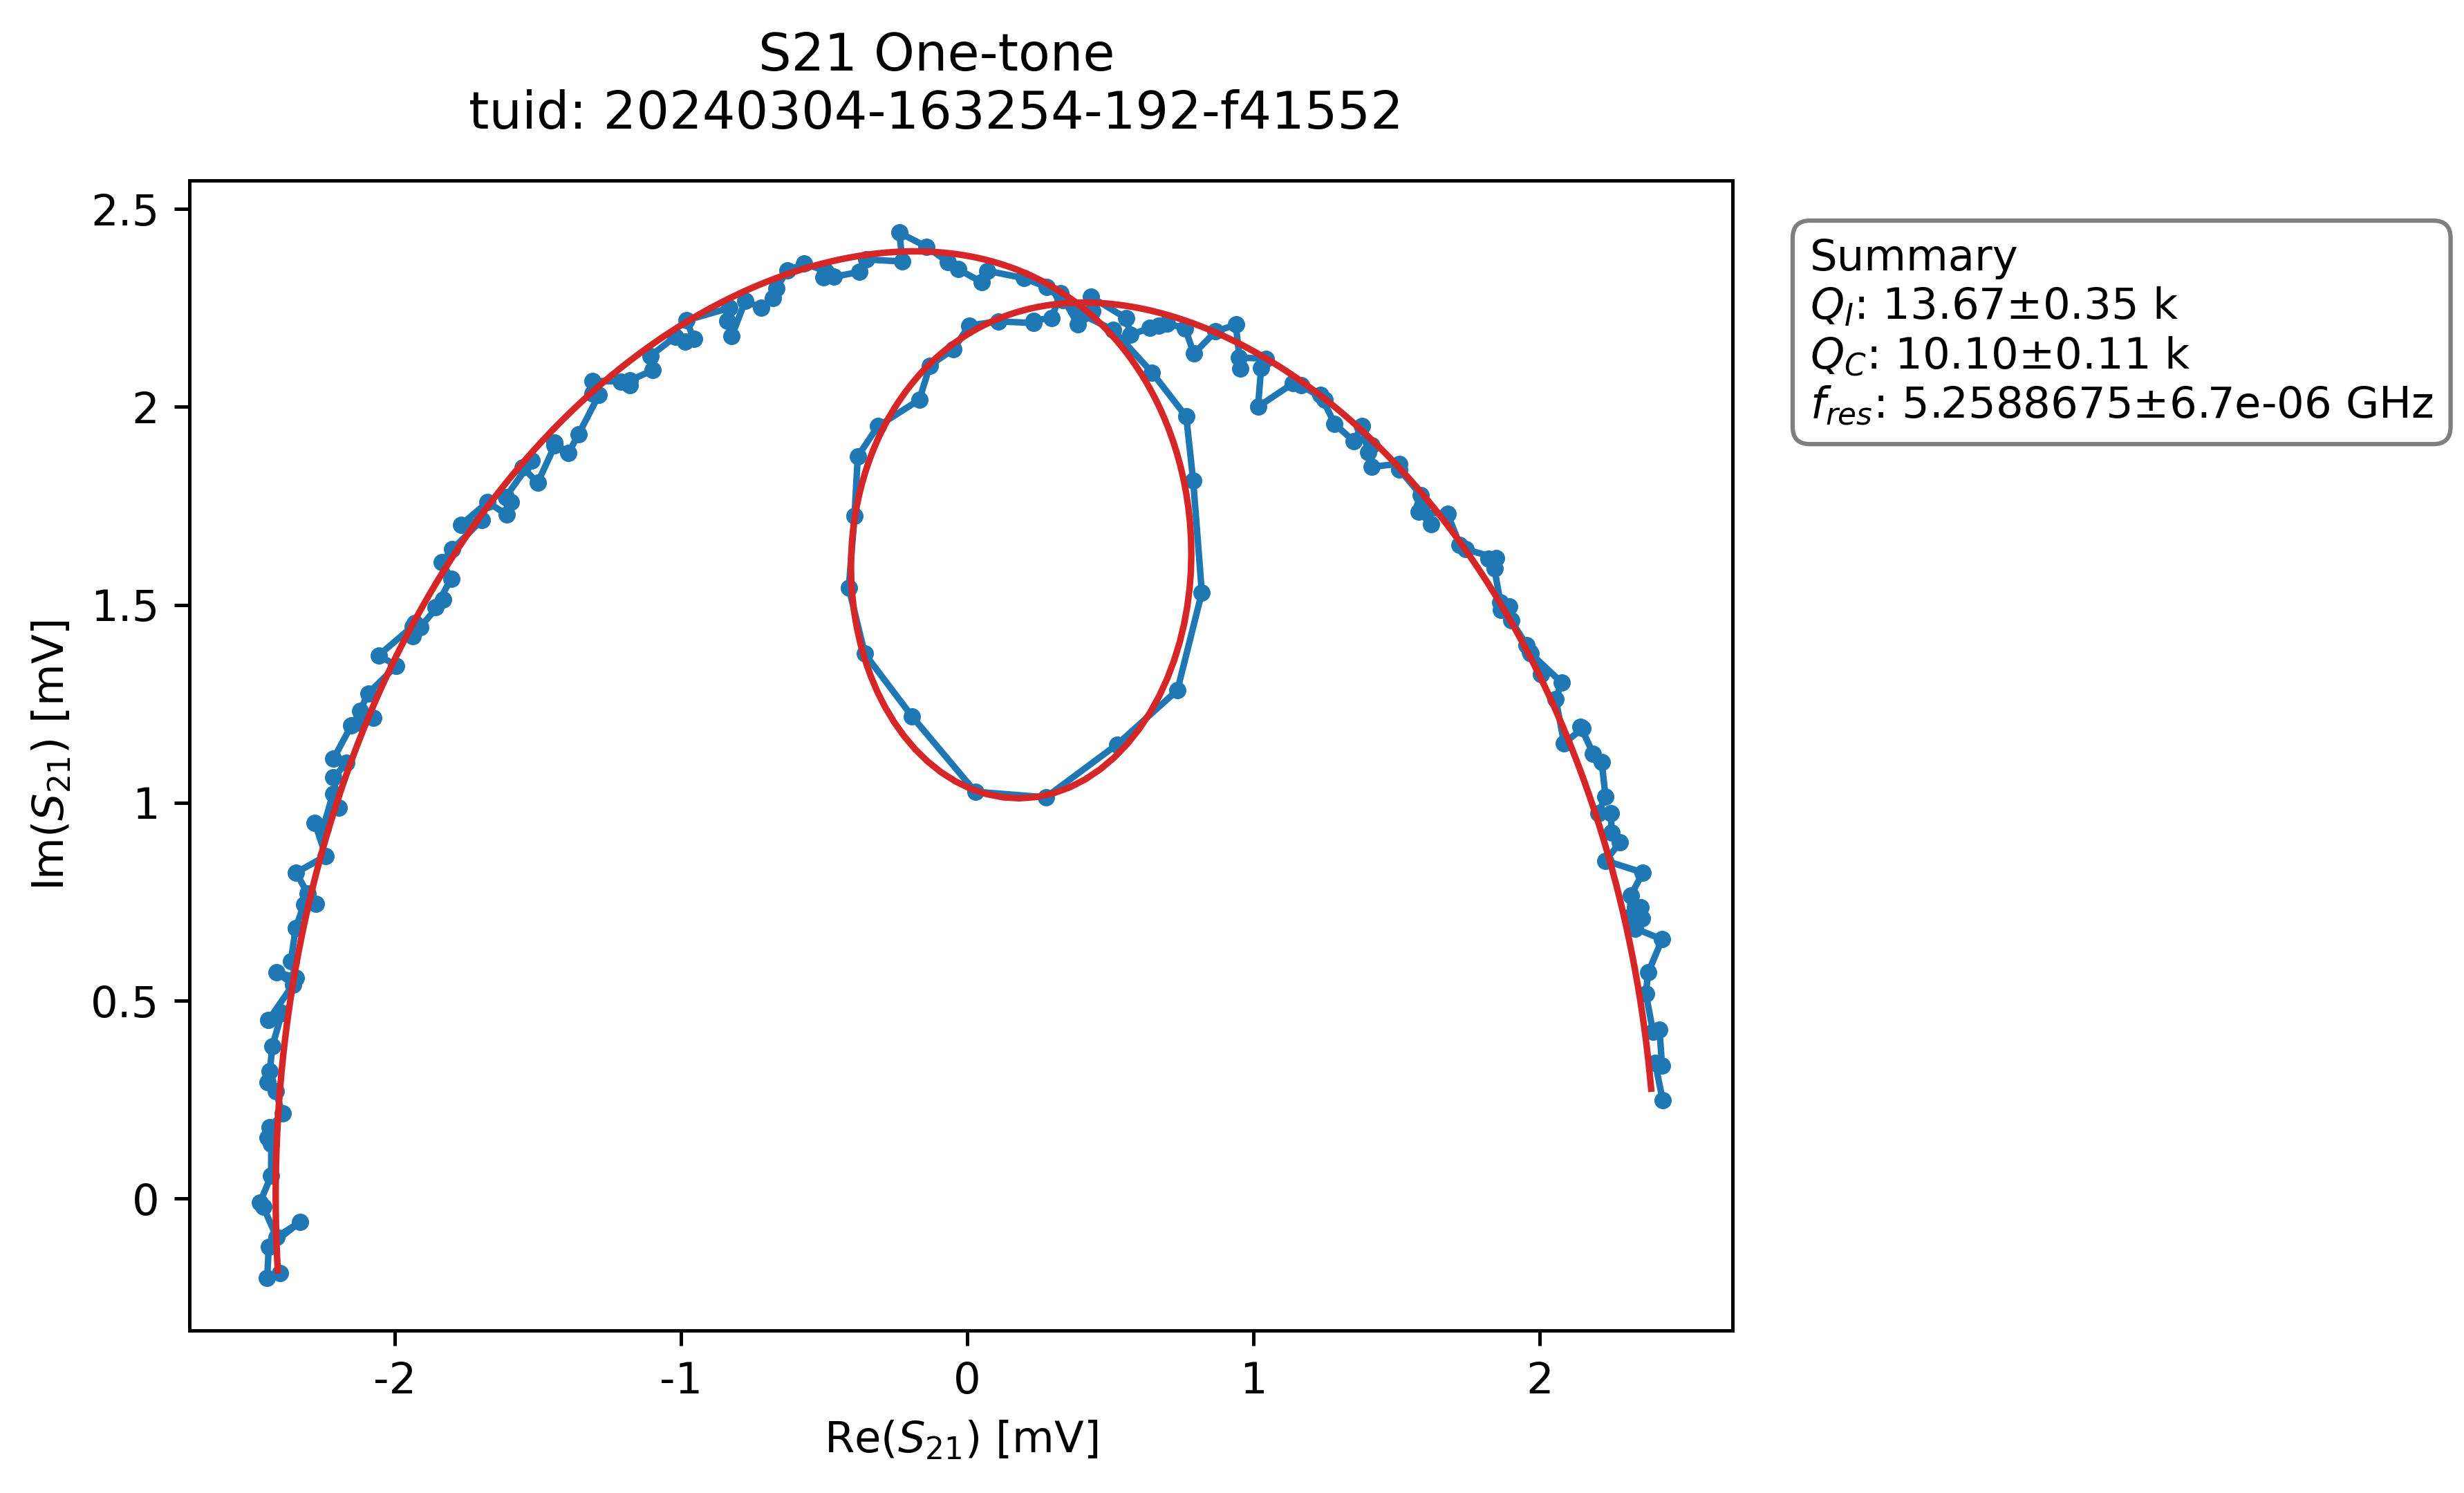 S21 One-tone
tuid: 20240304-163254-192-f41552
2.5
2
1.5
1
0.5
0
Im(S₂₁) [mV]
-2 -1 0 1 2
Re(S₂₁) [mV]
Summary
Q_I: 13.67±0.35 k
Q_C: 10.10±0.11 k
f_res: 5.2588675±6.7e-06 GHz